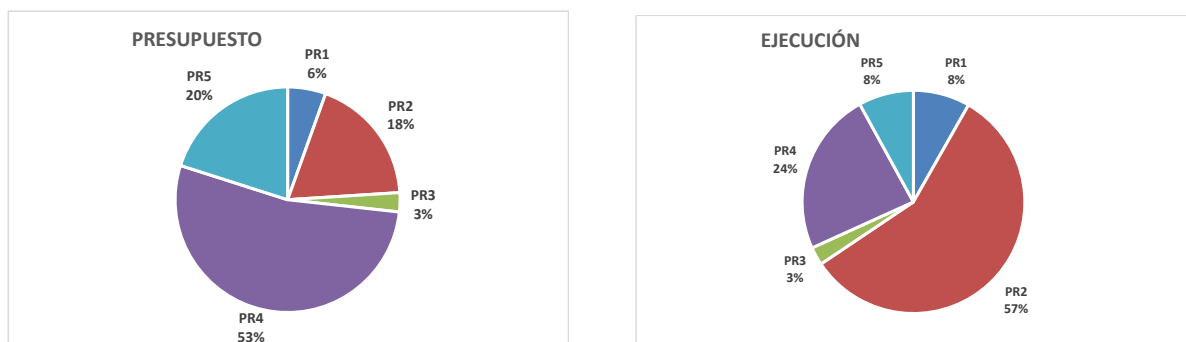 PRESUPUESTO
PR1
6%
PR2
18%
PR3
3%
PR4
53%
PR5
20%
EJECUCIÓN
PR1
8%
PR2
57%
PR3
3%
PR4
24%
PR5
8%